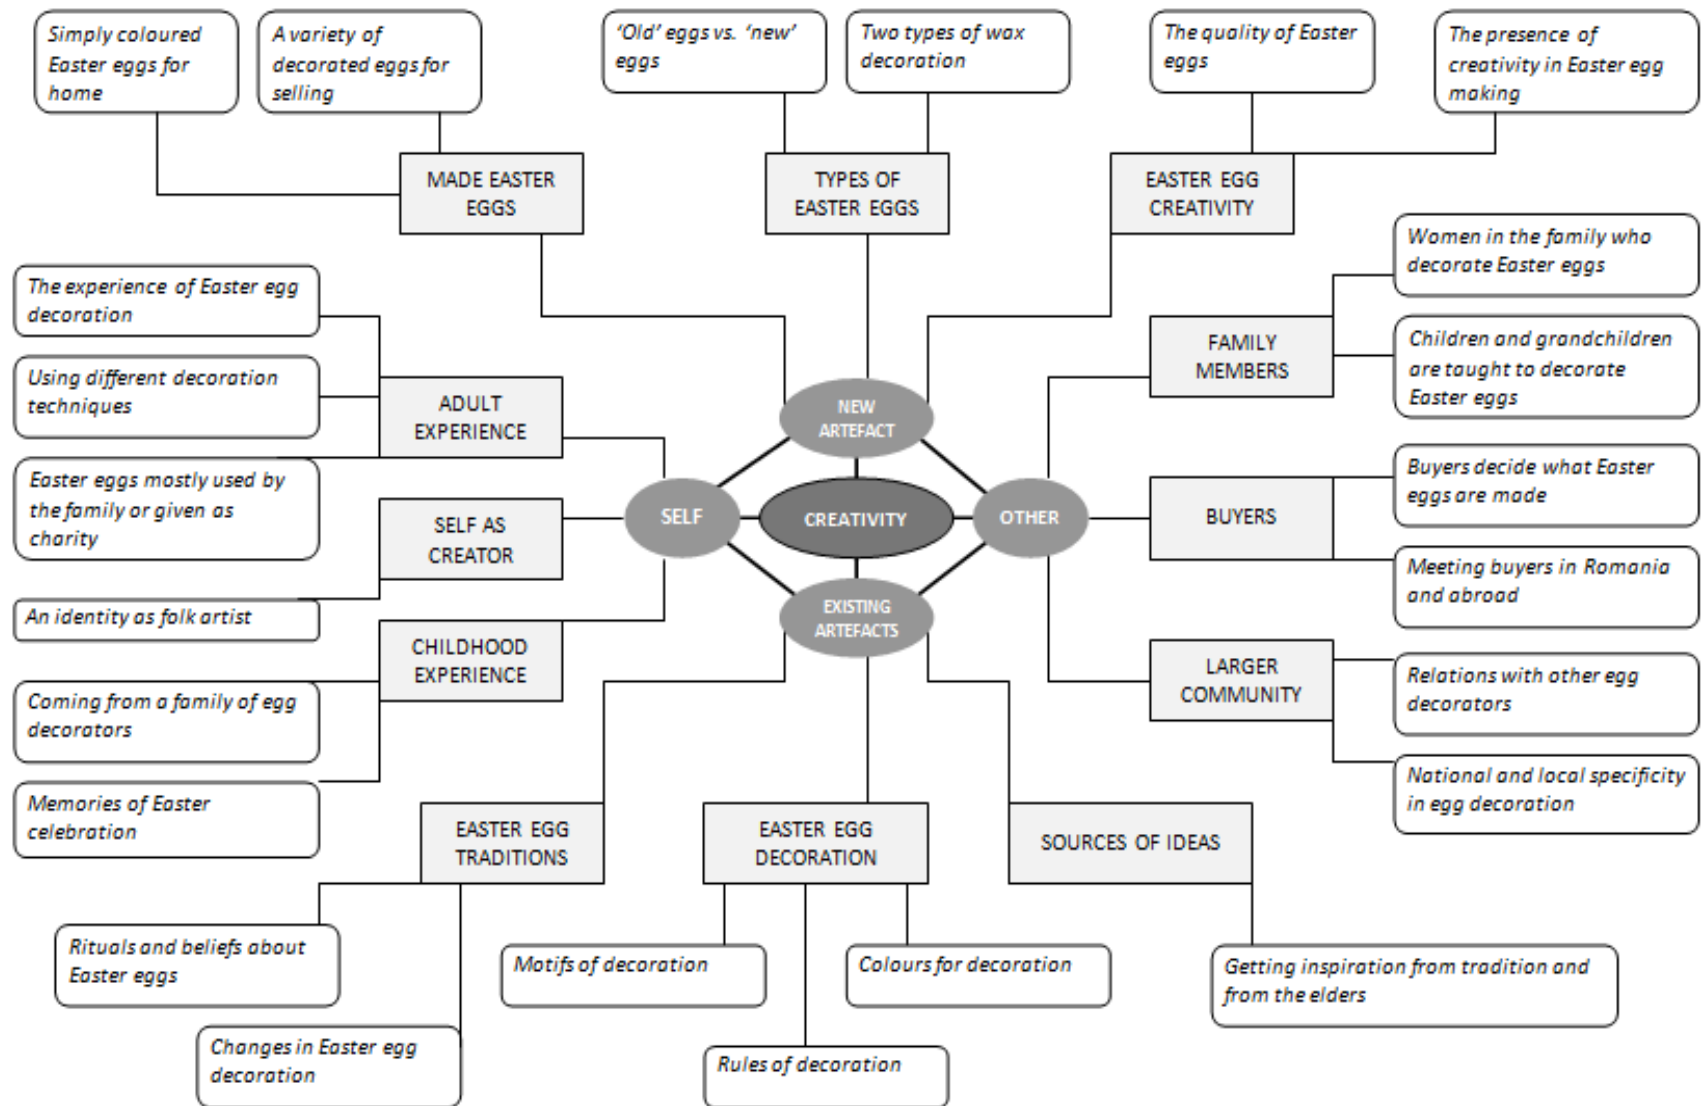 Simply coloured
Easter eggs for
home
A variety of
decorated eggs for
selling
‘Old’ eggs vs. ‘new’
eggs
Two types of wax
decoration
The quality of Easter
eggs
The presence of
creativity in Easter egg
making
MADE EASTER
EGGS
TYPES OF
EASTER EGGS
EASTER EGG
CREATIVITY
Women in the family who
decorate Easter eggs
The experience of Easter egg
decoration
FAMILY
MEMBERS
Children and grandchildren
are taught to decorate
Easter eggs
Using different decoration
techniques
ADULT
EXPERIENCE
NEW
ARTEFACT
Easter eggs mostly used by
the family or given as
charity
Buyers decide what Easter
eggs are made
SELF AS
CREATOR
SELF
CREATIVITY
OTHER
BUYERS
Meeting buyers in Romania
and abroad
An identity as folk artist
EXISTING
ARTEFACTS
CHILDHOOD
EXPERIENCE
LARGER
COMMUNITY
Relations with other egg
decorators
Coming from a family of egg
decorators
National and local specificity
in egg decoration
Memories of Easter
celebration
EASTER EGG
TRADITIONS
EASTER EGG
DECORATION
SOURCES OF IDEAS
Rituals and beliefs about
Easter eggs
Motifs of decoration
Colours for decoration
Getting inspiration from tradition and
from the elders
Changes in Easter egg
decoration
Rules of decoration